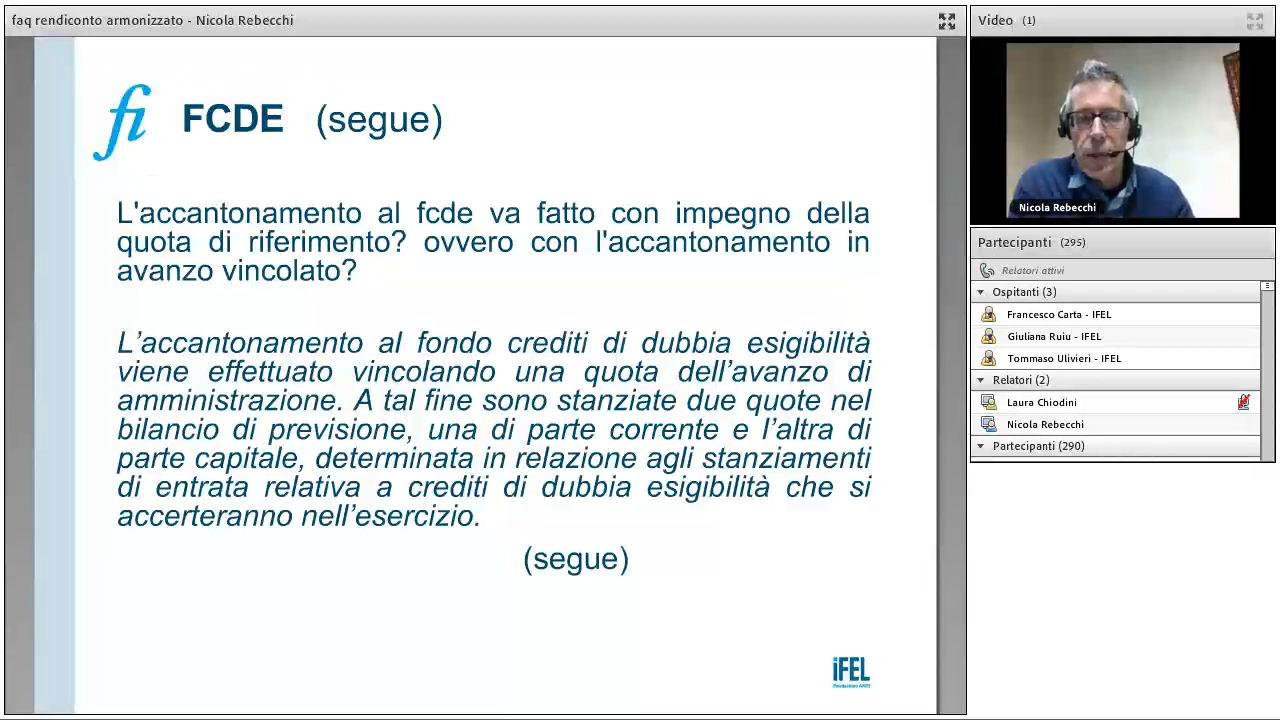 faq rendiconto armonizzato - Nicola Rebecchi
fi FCDE (segue)
L'accantonamento al fcde va fatto con impegno della
quota di riferimento? ovvero con l'accantonamento in
avanzo vincolato?
L’accantonamento al fondo crediti di dubbia esigibilità
viene effettuato vincolando una quota dell’avanzo di
amministrazione. A tal fine sono stanziate due quote nel
bilancio di previsione, una di parte corrente e l’altra di
parte capitale, determinata in relazione agli stanziamenti
di entrata relativa a crediti di dubbia esigibilità che si
accerteranno nell’esercizio.
(segue)
iFEL
Fondazione ANCI
Video (1)
Nicola Rebecchi
Partecipanti (295)
Relatori attivi
Ospitanti (3)
Francesco Carta - IFEL
Giuliana Ruiu - IFEL
Tommaso Ulivieri - IFEL
Relatori (2)
Laura Chiodini
Nicola Rebecchi
Partecipanti (290)